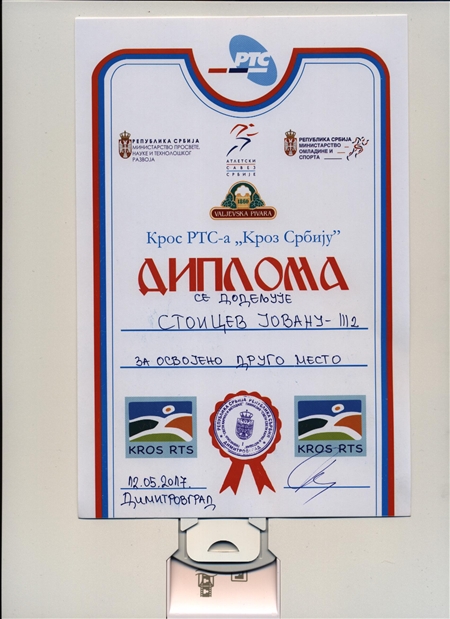 РТС
РЕПУБЛИКА СРБИЈА
МИНИСТАРСТВО ПРОСВЕТЕ,
НАУКЕ И ТЕХНОЛОШКОГ
РАЗВОЈА
АТЛЕТСКИ
САВЕЗ
СРБИЈЕ
РЕПУБЛИКА СРБИЈА
МИНИСТАРСТВО
ОМЛАДИНЕ И
СПОРТА
1860
VALJEVSKA PIVARA
Крос РТС-а „Кроз Србију”
ДИПЛОМА
СЕ ДОДЕЉУЈЕ
СТОИЦЕВ ЈОВАНУ - III2
ЗА ОСВОЈЕНО ДРУГО МЕСТО
KROS RTS
KROS RTS
12.05.2017.
ДИМИТРОВГРАД